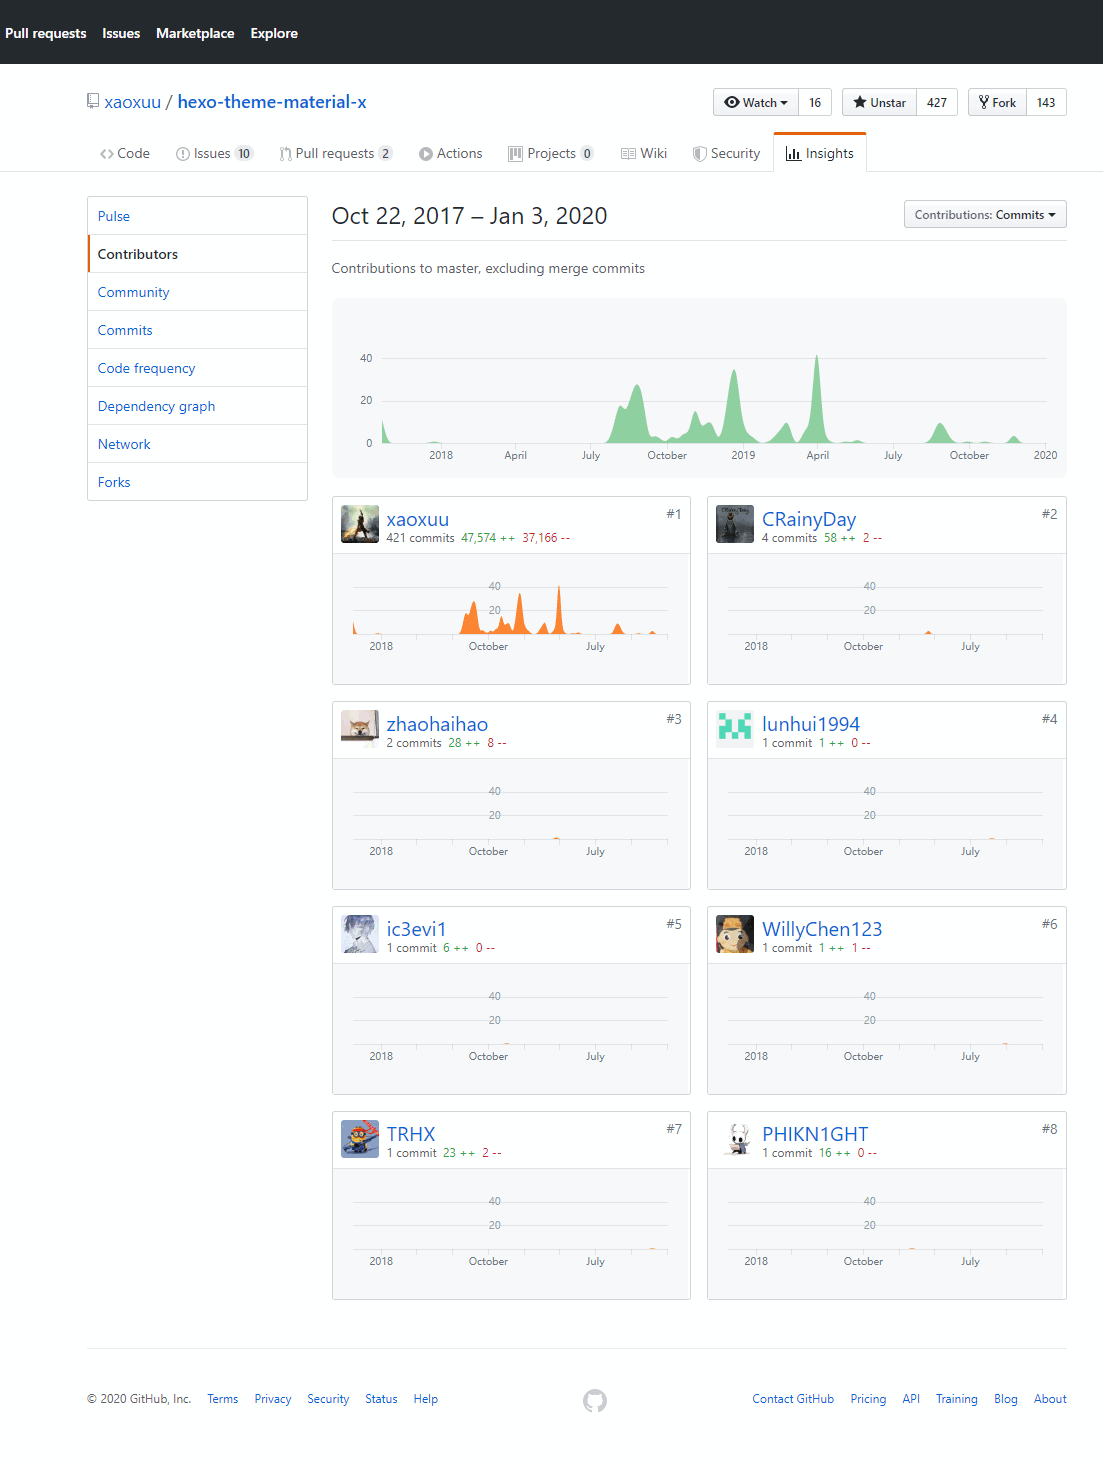 Pull requests Issues Marketplace Explore
xaoxuu / hexo-theme-material-x
Watch 16 Unstar 427 Fork 143
Code Issues 10 Pull requests 2 Actions Projects 0 Wiki Security Insights
Pulse
Contributors
Community
Commits
Code frequency
Dependency graph
Network
Forks
Oct 22, 2017 – Jan 3, 2020
Contributions: Commits
Contributions to master, excluding merge commits
40
20
0
2018 April July October 2019 April July October 2020
xaoxuu #1
421 commits 47,574 ++ 37,166 --
40
20
2018 October July
CRainyDay #2
4 commits 58 ++ 2 --
40
20
2018 October July
zhaohaihao #3
2 commits 28 ++ 8 --
40
20
2018 October July
lunhui1994 #4
1 commit 1 ++ 0 --
40
20
2018 October July
ic3evi1 #5
1 commit 6 ++ 0 --
40
20
2018 October July
WillyChen123 #6
1 commit 1 ++ 1 --
40
20
2018 October July
TRHX #7
1 commit 23 ++ 2 --
40
20
2018 October July
PHIKN1GHT #8
1 commit 16 ++ 0 --
40
20
2018 October July
© 2020 GitHub, Inc. Terms Privacy Security Status Help
Contact GitHub Pricing API Training Blog About